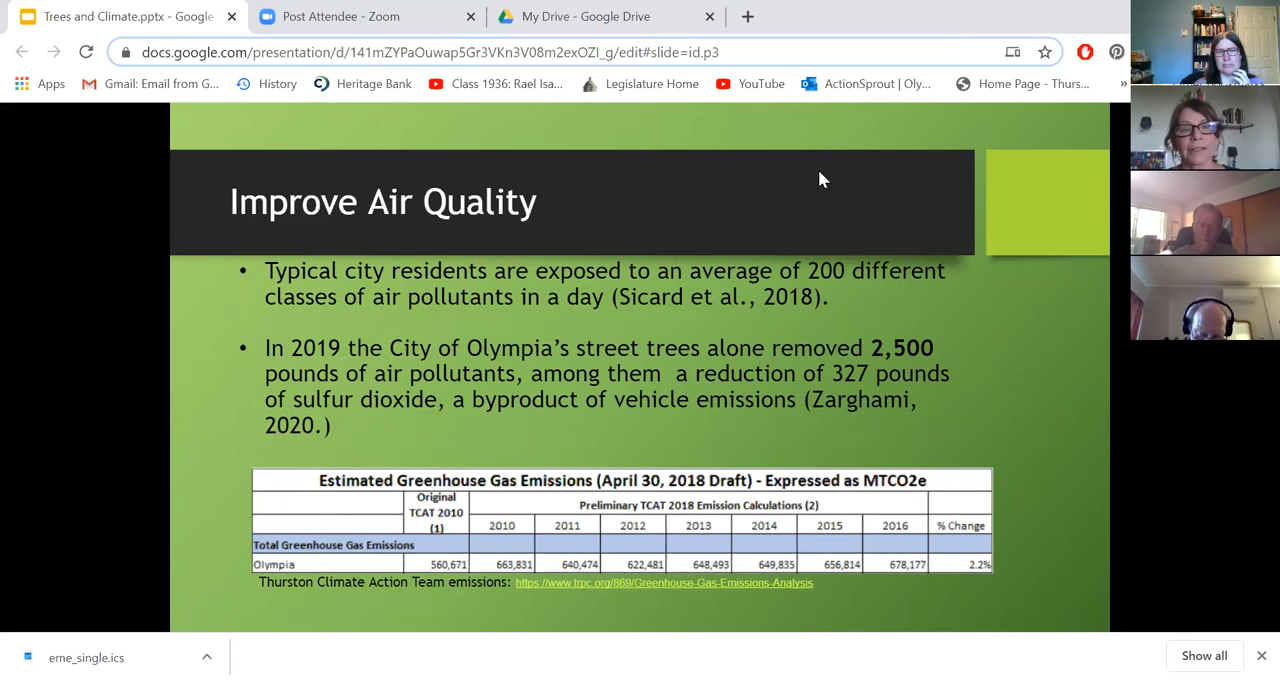 Trees and Climate.pptx - Google
Post Attendee - Zoom
My Drive - Google Drive
docs.google.com/presentation/d/141mZYPaOuwap5Gr3VKn3V08m2exOZI_g/edit#slide=id.p3
Apps
Gmail: Email from G...
History
Heritage Bank
Class 1936: Rael Isa...
Legislature Home
YouTube
ActionSprout | Oly...
Home Page - Thurs...
»
Improve Air Quality
• Typical city residents are exposed to an average of 200 different
classes of air pollutants in a day (Sicard et al., 2018).
• In 2019 the City of Olympia's street trees alone removed 2,500
pounds of air pollutants, among them a reduction of 327 pounds
of sulfur dioxide, a byproduct of vehicle emissions (Zarghami,
2020.)
Estimated Greenhouse Gas Emissions (April 30, 2018 Draft) - Expressed as MTCO2e
Original
TCAT 2010
(1)
Preliminary TCAT 2018 Emission Calculations (2)
2010 2011 2012 2013 2014 2015 2016 % Change
Total Greenhouse Gas Emissions
Olympia 560,671 663,831 640,474 622,481 648,493 649,835 656,814 678,177 2.2%
Thurston Climate Action Team emissions: https://www.trpc.org/869/Greenhouse-Gas-Emissions-Analysis
eme_single.ics
Show all